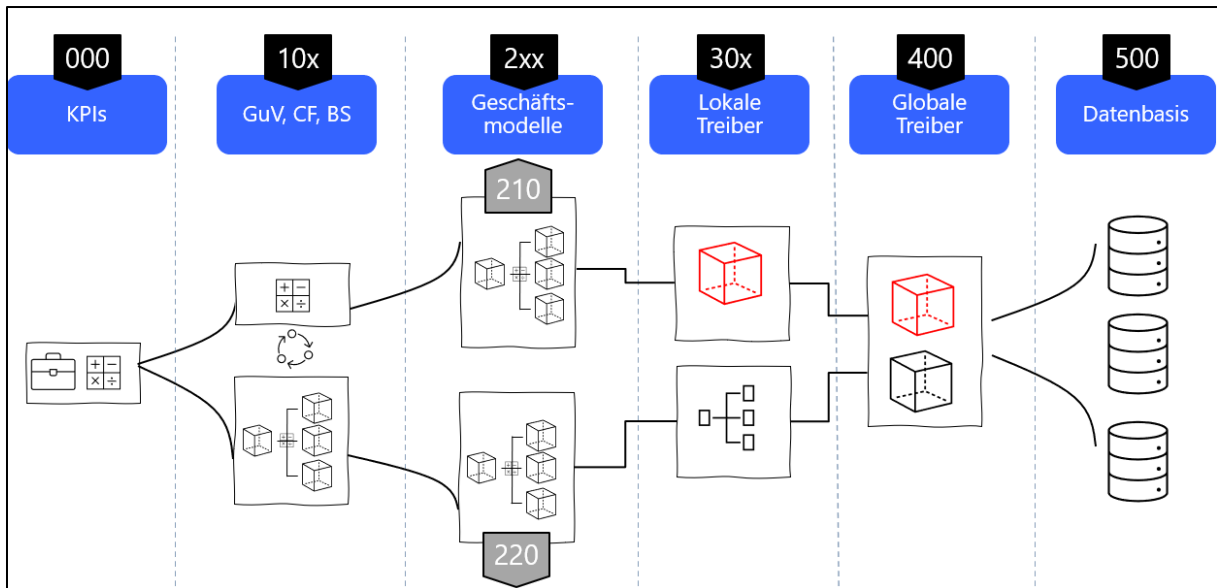 000
10x
2xx
30x
400
500
KPIs
GuV, CF, BS
Geschäfts-
modelle
Lokale
Treiber
Globale
Treiber
Datenbasis
210
+ −
× ÷
+ −
× ÷
220